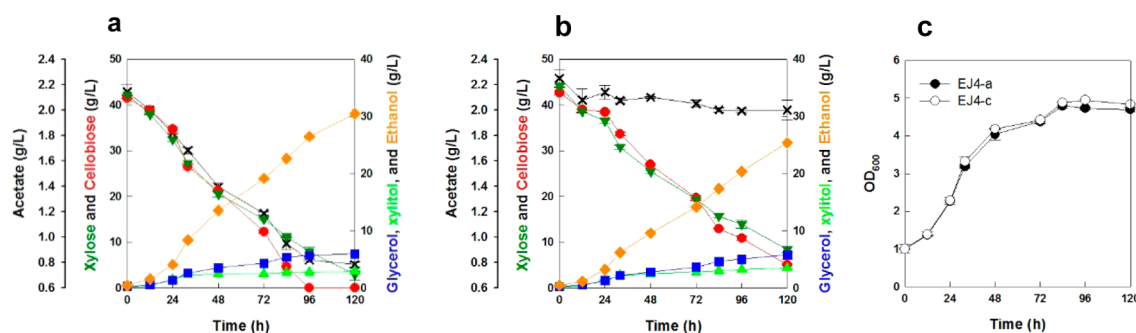 a
b
c
Acetate (g/L)
2.4
2.2
2.0
1.8
1.6
1.4
1.2
1.0
0.8
0.6
Xylose and Cellobiose (g/L)
50
40
30
20
10
0
0 24 48 72 96 120
Time (h)
40
30
20
10
0
Glycerol, xylitol, and Ethanol (g/L)
Acetate (g/L)
2.4
2.2
2.0
1.8
1.6
1.4
1.2
1.0
0.8
0.6
Xylose and Cellobiose (g/L)
50
40
30
20
10
0
0 24 48 72 96 120
Time (h)
40
30
20
10
0
Glycerol, xylitol, and Ethanol (g/L)
OD600
6
5
4
3
2
1
0
EJ4-a
EJ4-c
0 24 48 72 96 120
Time (h)